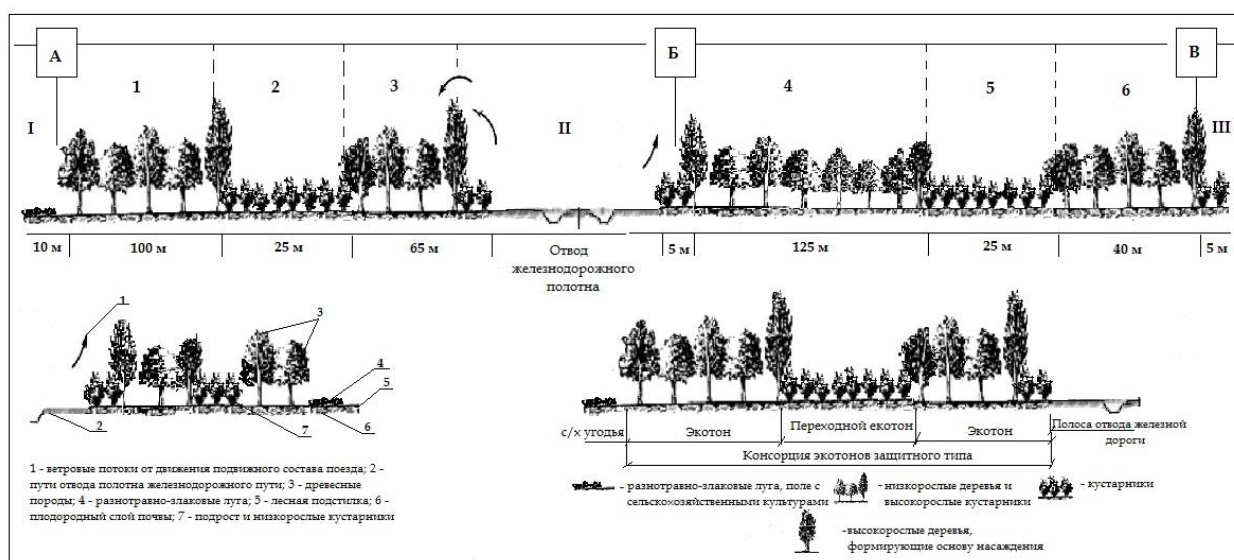 А
Б
В
1
2
3
4
5
6
I
II
III
10 м
100 м
25 м
65 м
Отвод
железнодорожного
полотна
5 м
125 м
25 м
40 м
5 м
1
3
4
5
2
7
6
с/х угодья
Экотон
Переходной екотон
Экотон
Полоса отвода железной
дороги
Консорция экотонов защитного типа
1 - ветровые потоки от движения подвижного состава поезда; 2 -
пути отвода полотна железнодорожного пути; 3 - древесные
породы; 4 - разнотравно-злаковые луга; 5 - лесная подстилка; 6 -
плодородный слой почвы; 7 - подрост и низкорослые кустарники
- разнотравно-злаковые луга, поле с
сельскохозяйственными культурами
- низкорослые деревья и
высокорослые кустарники
- кустарники
-высокорослые деревья,
формирующие основу насаждения